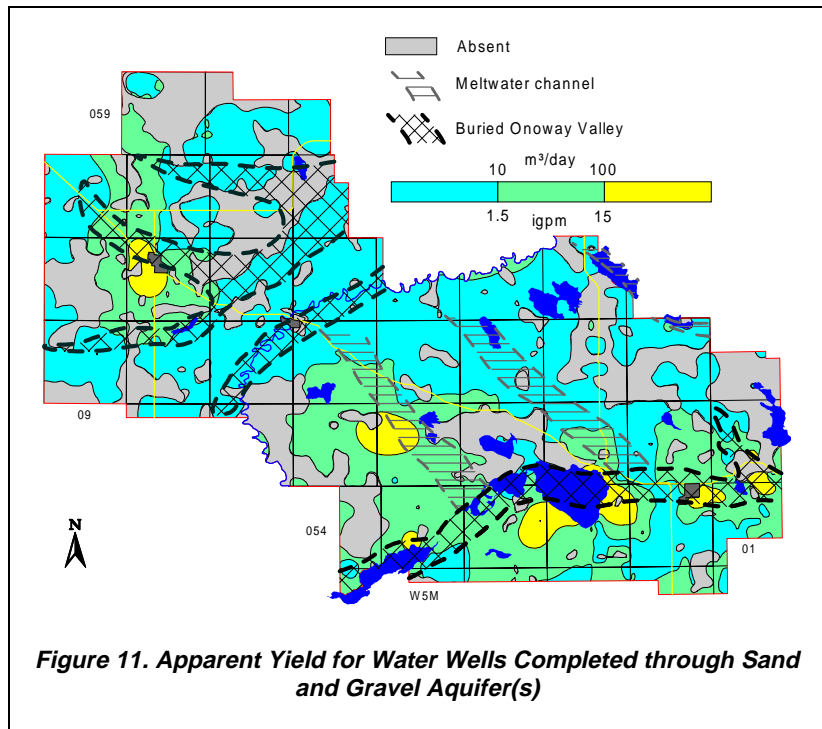 Absent
Meltwater channel
Buried Onoway Valley
m³/day
10 100
1.5 igpm 15
059
09
054
01
W5M
N
Figure 11. Apparent Yield for Water Wells Completed through Sand
and Gravel Aquifer(s)